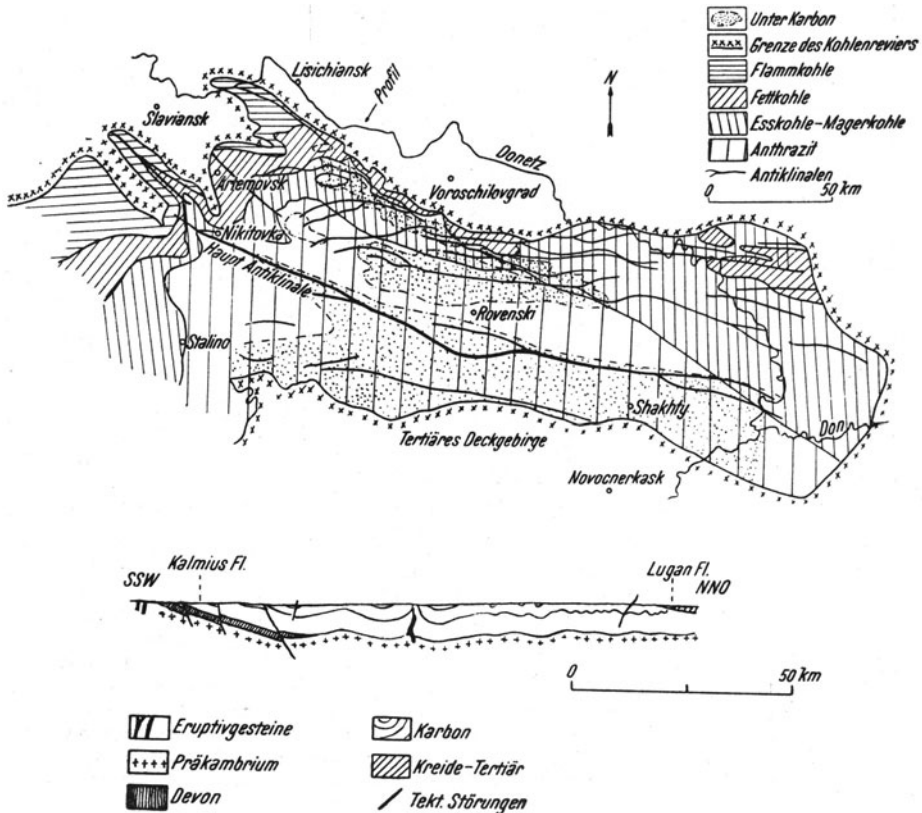 Unter Karbon
Grenze des Kohlenreviers
Flammkohle
Fettkohle
Esskohle-Magerkohle
Anthrazit
Antiklinalen
0 50 km
Lisichiansk
Profil
N
Slaviansk
Donetz
Voroschilovgrad
Artemovsk
Nikitovka
Haupt Antiklinale
Rovenski
Stalino
Shakhty
Don
Tertiäres Deckgebirge
Novocnerkask
Kalmius Fl.
Lugan Fl.
SSW
NNO
0 50 km
Eruptivgesteine
Karbon
Präkambrium
Kreide-Tertiär
Devon
Tekt. Störungen